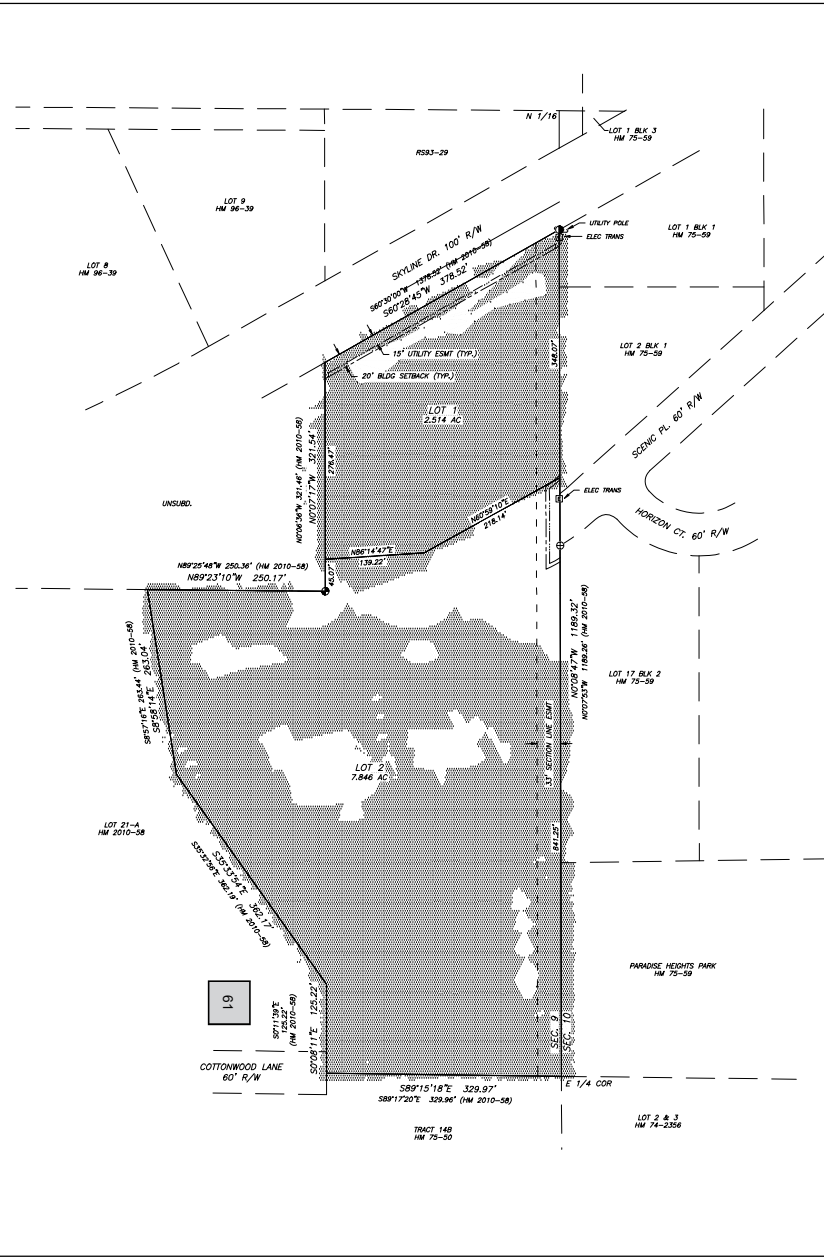 N 1/16
LOT 1 BLK 3
HM 75-59
RS93-29
LOT 9
HM 96-39
LOT 8
HM 96-39
UTILITY POLE
ELEC TRANS
LOT 1 BLK 1
HM 75-59
SKYLINE DR. 100' R/W
S60°30'00"W 1378.52' (HM 2010-58)
S60°28'45"W 378.52'
15' UTILITY ESMT (TYP.)
20' BLDG SETBACK (TYP.)
LOT 2 BLK 1
HM 75-59
348.07'
LOT 1
2.514 AC
SCENIC PL. 60' R/W
N0°06'36"W 321.46' (HM 2010-58)
N0°07'17"W 321.54'
276.47'
UNSUBD.
ELEC TRANS
HORIZON CT. 60' R/W
N60°59'10"E
218.14'
N86°14'47"E
139.22'
45.07'
N89°25'48"W 250.36' (HM 2010-58)
N89°23'10"W 250.17'
S8°57'16"E 263.44' (HM 2010-58)
S8°58'14"E 263.04'
N0°08'47"W 1189.32'
N0°07'53"W 1189.26' (HM 2010-58)
LOT 17 BLK 2
HM 75-59
33' SECTION LINE ESMT
LOT 2
7.846 AC
841.25'
LOT 21-A
HM 2010-58
S35°33'54"E 362.17'
S35°32'56"E 362.19' (HM 2010-58)
PARADISE HEIGHTS PARK
HM 75-59
61
S0°11'39"E
125.22'
(HM 2010-58)
S0°08'11"E 125.22'
SEC. 9
SEC. 10
COTTONWOOD LANE
60' R/W
E 1/4 COR
S89°15'18"E 329.97'
S89°17'20"E 329.96' (HM 2010-58)
TRACT 14B
HM 75-50
LOT 2 & 3
HM 74-2356